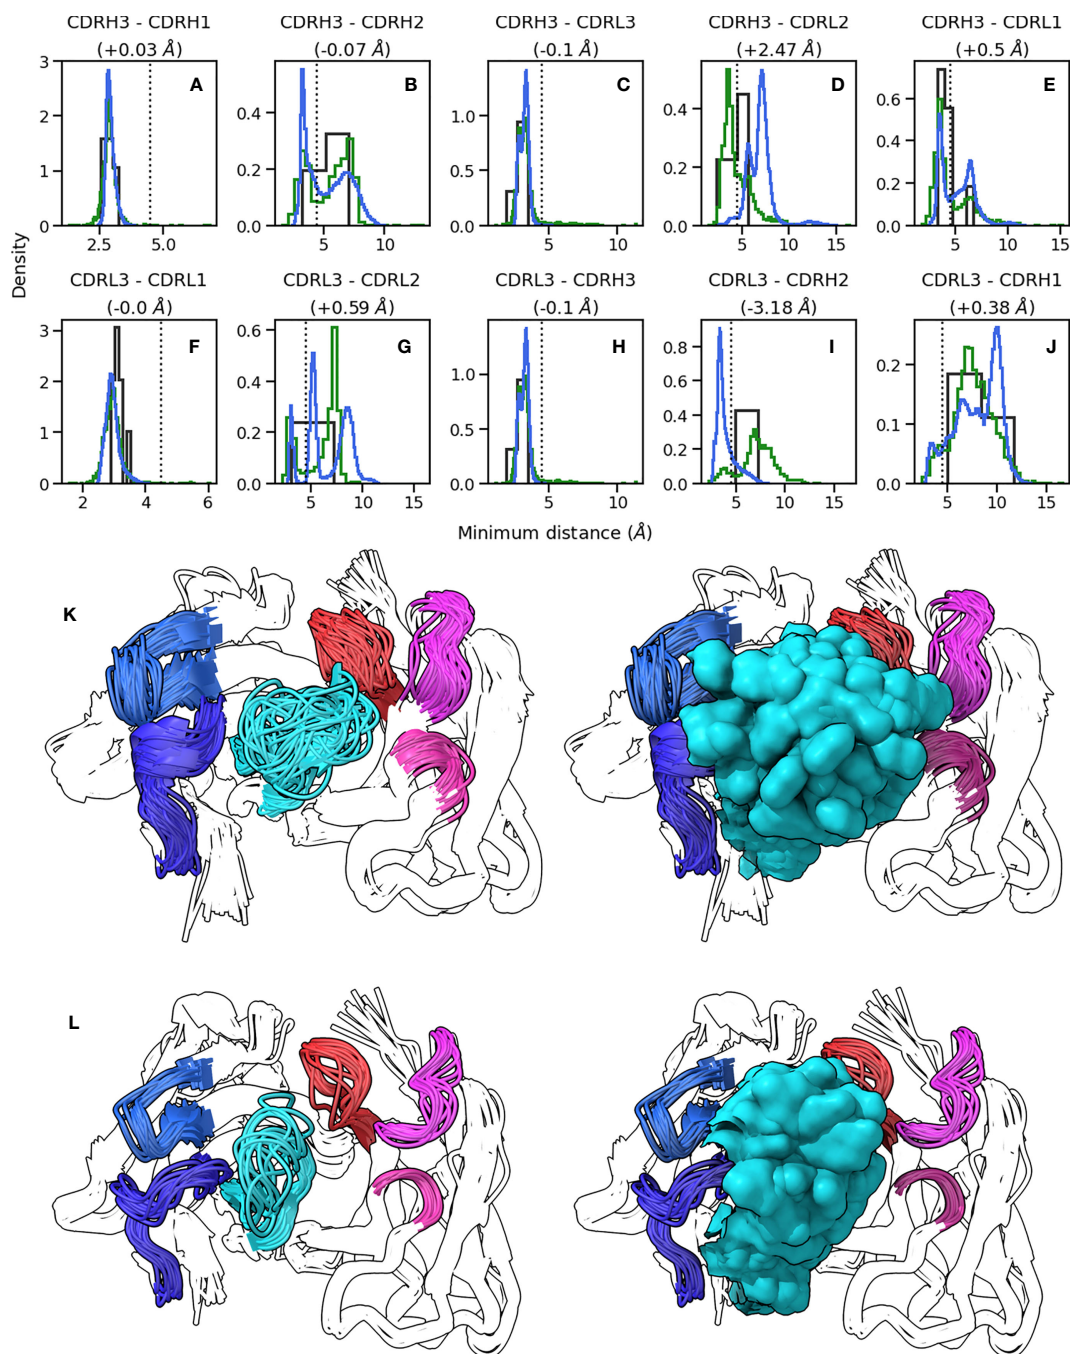 CDRH3 - CDRH1 CDRH3 - CDRH2 CDRH3 - CDRL3 CDRH3 - CDRL2 CDRH3 - CDRL1
(+0.03 Å) (-0.07 Å) (-0.1 Å) (+2.47 Å) (+0.5 Å)
A B C D E
3 2 1 0
2.5 5.0
0.4 0.2 0.0
5 10
1.0 0.5 0.0
5 10
0.4 0.2 0.0
5 10 15
0.6 0.4 0.2 0.0
5 10 15
Density
CDRL3 - CDRL1 CDRL3 - CDRL2 CDRL3 - CDRH3 CDRL3 - CDRH2 CDRL3 - CDRH1
(-0.0 Å) (+0.59 Å) (-0.1 Å) (-3.18 Å) (+0.38 Å)
F G H I J
3 2 1 0
2 4 6
0.6 0.4 0.2 0.0
5 10 15
1.0 0.5 0.0
5 10
0.8 0.6 0.4 0.2 0.0
5 10 15
0.2 0.1 0.0
5 10 15
Minimum distance (Å)
K
L